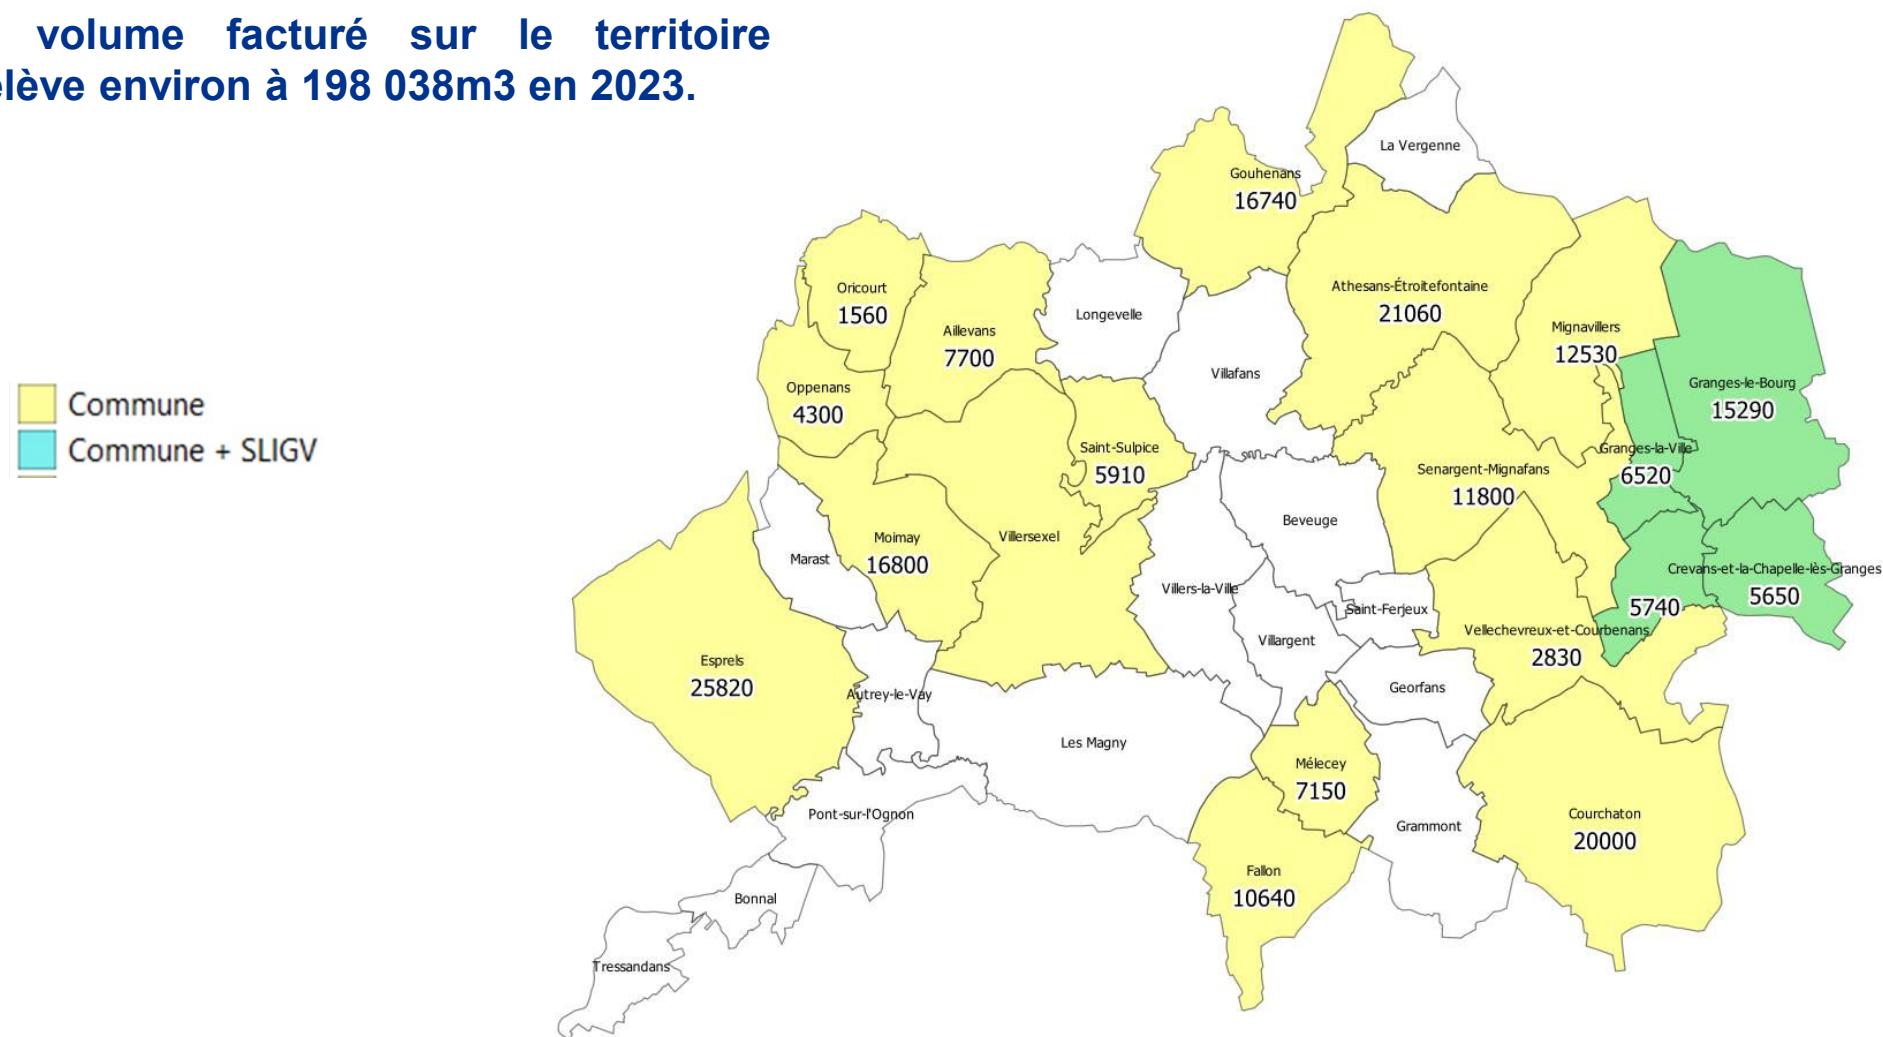 volume facturé sur le territoire
élève environ à 198 038m3 en 2023.
La Vergenne
Gouhenans
16740
Oricourt
1560
Athesans-Étroitefontaine
21060
Longevelle
Aillevans
7700
Mignavillers
12530
Villafans
Granges-le-Bourg
15290
Oppenans
4300
Commune
Commune + SLIGV
Saint-Sulpice
5910
Granges-la-Ville
6520
Senargent-Mignafans
11800
Beveuge
Villersexel
Moimay
16800
Marast
Crevans-et-la-Chapelle-lès-Granges
5650
Villers-la-Ville
Saint-Ferjeux
5740
Vellechevreux-et-Courbenans
2830
Villargent
Esprels
25820
Autrey-le-Vay
Georfans
Les Magny
Mélecey
7150
Pont-sur-l'Ognon
Grammont
Courchaton
20000
Fallon
10640
Bonnal
Tressandans